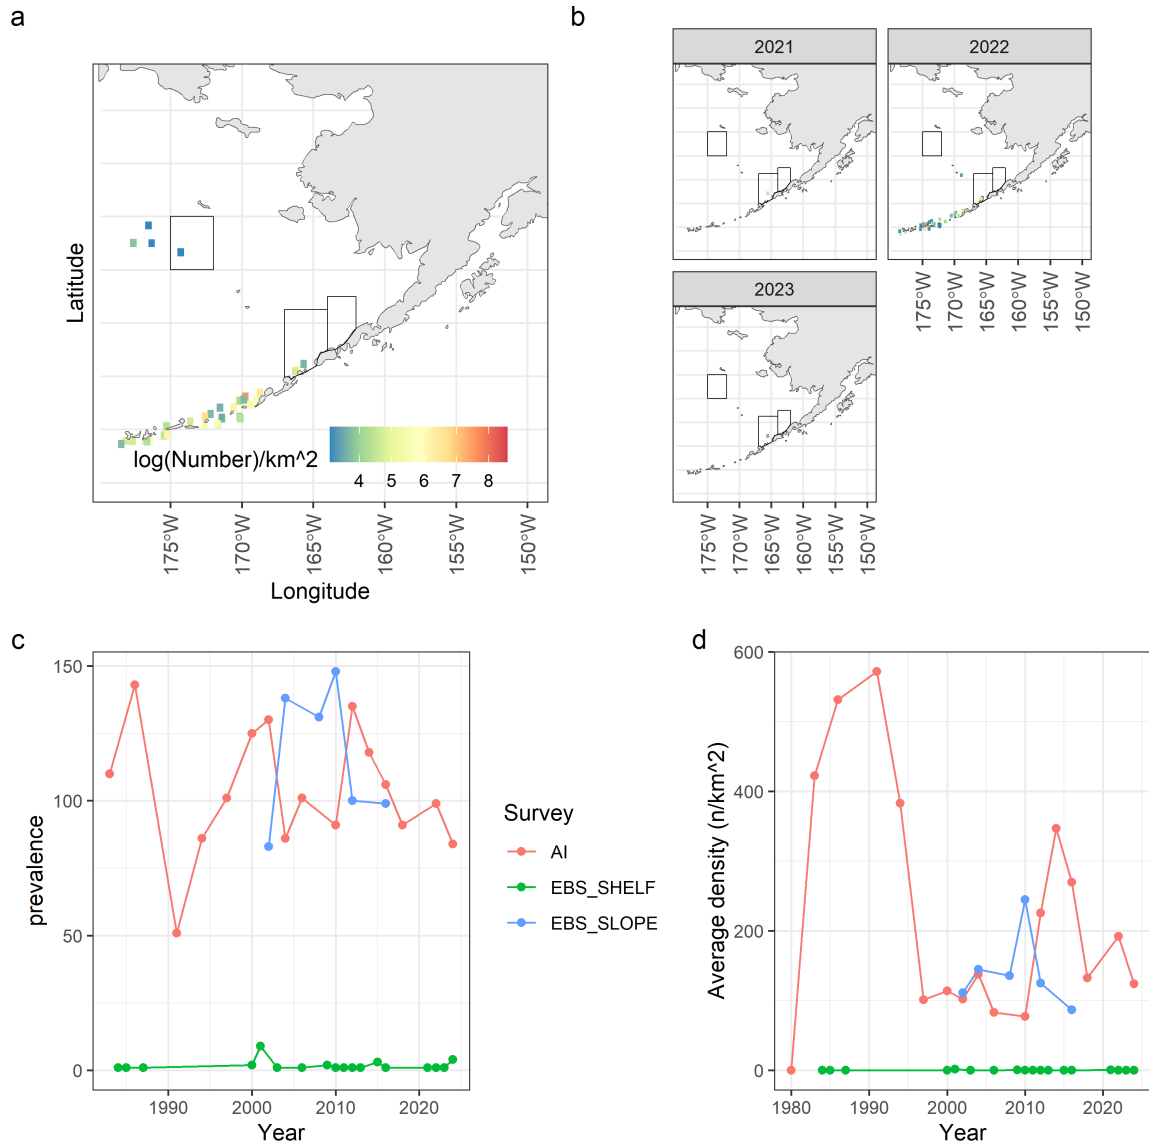 a
Latitude
log(Number)/km^2
4 5 6 7 8
175°W 170°W 165°W 160°W 155°W 150°W
Longitude
b
2021
2022
175°W 170°W 165°W 160°W 155°W 150°W
2023
175°W 170°W 165°W 160°W 155°W 150°W
c
prevalence
150
100
50
0
1990 2000 2010 2020
Year
Survey
AI
EBS_SHELF
EBS_SLOPE
d
Average density (n/km^2)
600
400
200
0
1980 1990 2000 2010 2020
Year